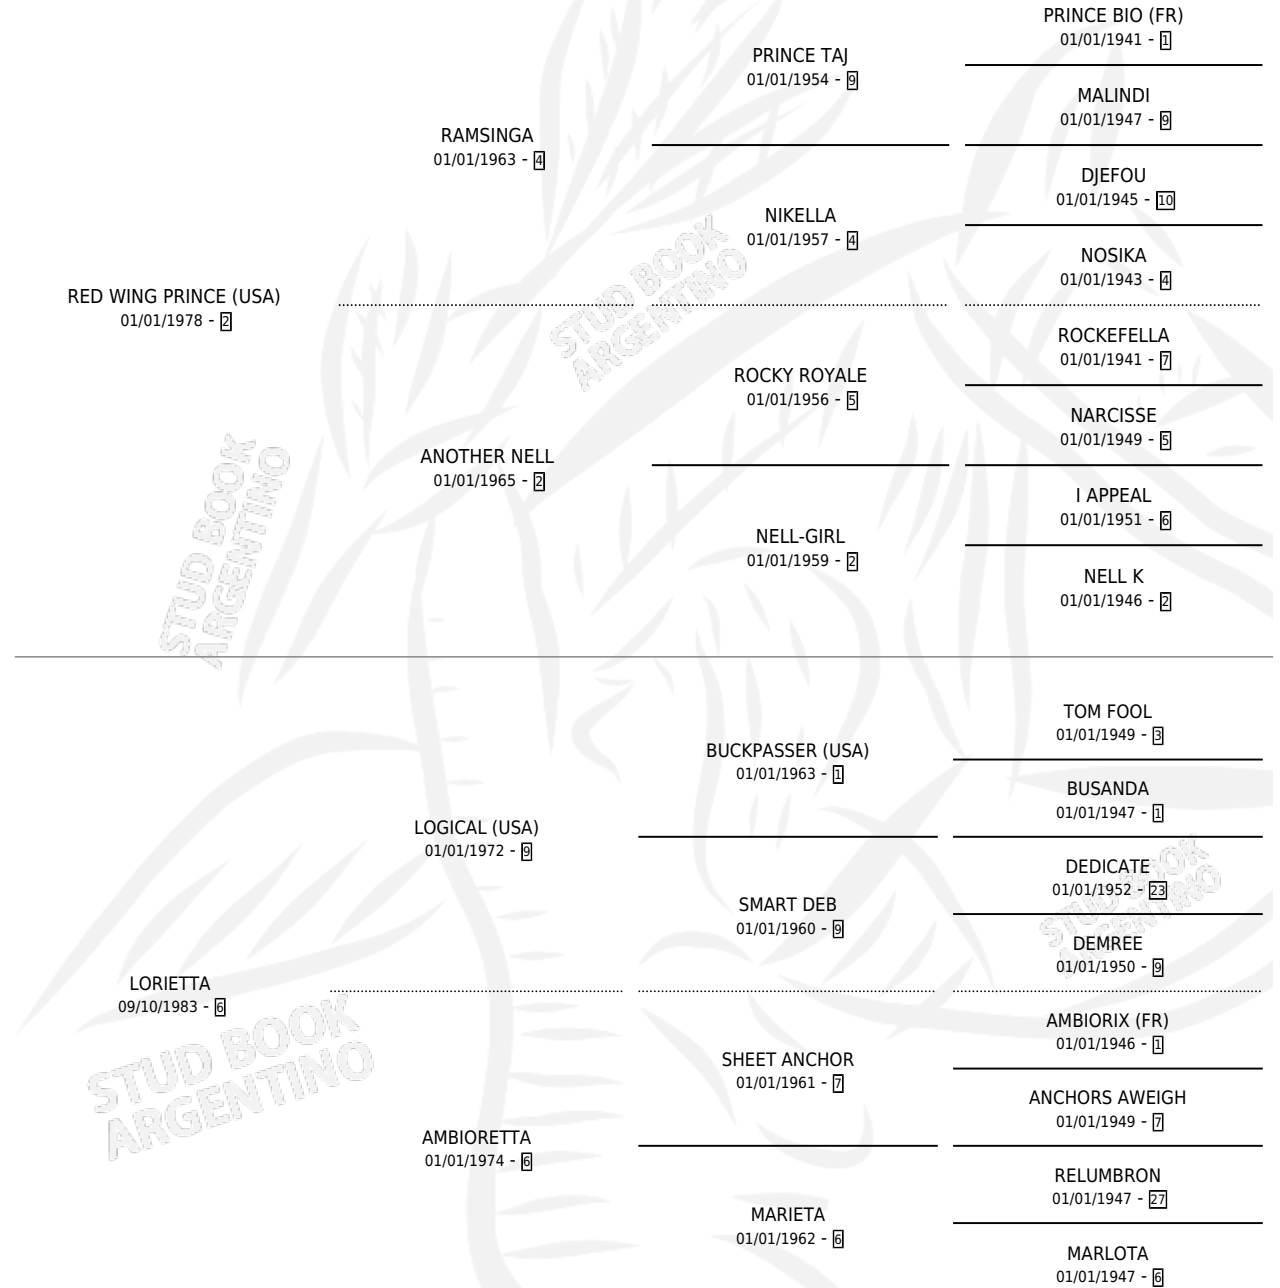 PRINCE BIO (FR)
01/01/1941 - 1
PRINCE TAJ
01/01/1954 - 9
MALINDI
01/01/1947 - 9
RAMSINGA
01/01/1963 - 4
DJEFOU
01/01/1945 - 10
NIKELLA
01/01/1957 - 4
NOSIKA
01/01/1943 - 4
RED WING PRINCE (USA)
01/01/1978 - 2
ROCKEFELLA
01/01/1941 - 7
ROCKY ROYALE
01/01/1956 - 5
NARCISSE
01/01/1949 - 5
ANOTHER NELL
01/01/1965 - 2
I APPEAL
01/01/1951 - 6
NELL-GIRL
01/01/1959 - 2
NELL K
01/01/1946 - 2
STUD BOOK
ARGENTINO
STUD BOOK
ARGENTINO
TOM FOOL
01/01/1949 - 3
BUCKPASSER (USA)
01/01/1963 - 1
BUSANDA
01/01/1947 - 1
LOGICAL (USA)
01/01/1972 - 9
DEDICATE
01/01/1952 - 23
SMART DEB
01/01/1960 - 9
DEMREE
01/01/1950 - 9
LORIETTA
09/10/1983 - 6
AMBIORIX (FR)
01/01/1946 - 1
SHEET ANCHOR
01/01/1961 - 7
ANCHORS AWEIGH
01/01/1949 - 7
AMBIORETTA
01/01/1974 - 6
RELUMBRON
01/01/1947 - 27
MARIETA
01/01/1962 - 6
MARLOTA
01/01/1947 - 6
STUD BOOK
ARGENTINO
STUD BOOK
ARGENTINO